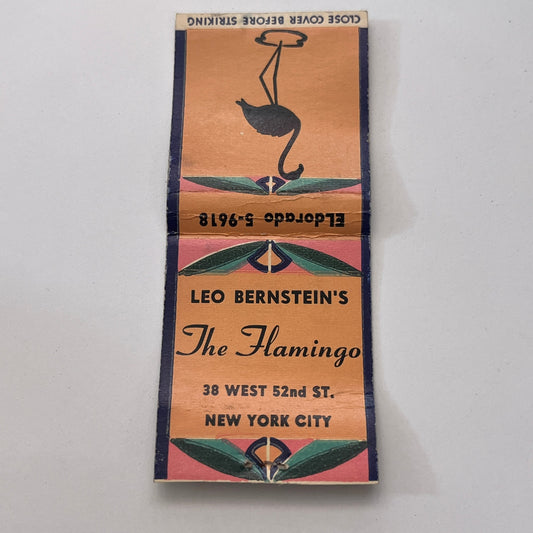 CLOSE COVER BEFORE STRIKING
ELdorado 5-9618
LEO BERNSTEIN'S
The Flamingo
38 WEST 52nd ST.
NEW YORK CITY